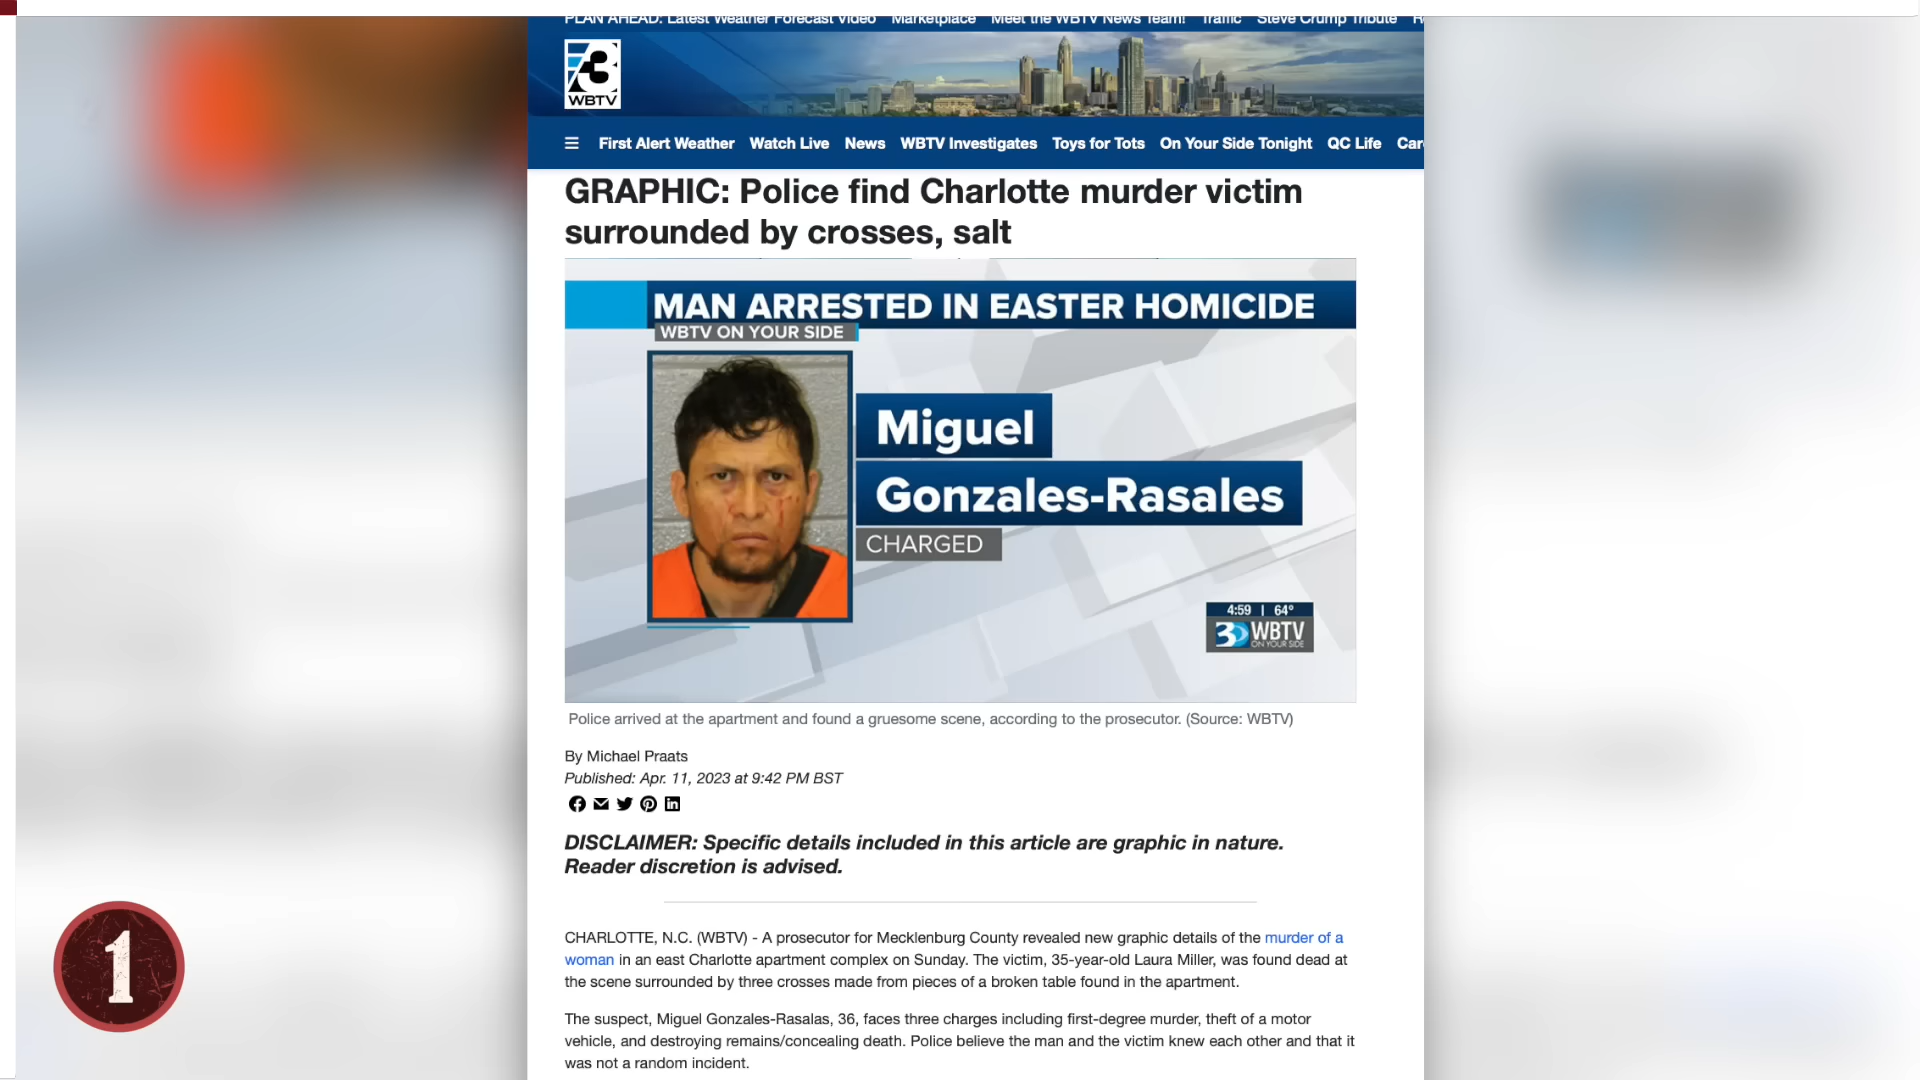 PLAN AHEAD: Latest Weather Forecast Video Marketplace Meet the WBTV News Team! Traffic Steve Crump Tribute
3
WBTV
First Alert Weather Watch Live News WBTV Investigates Toys for Tots On Your Side Tonight QC Life
GRAPHIC: Police find Charlotte murder victim
surrounded by crosses, salt
MAN ARRESTED IN EASTER HOMICIDE
WBTV ON YOUR SIDE
Miguel
Gonzales-Rasales
CHARGED
4:59 | 64°
3 WBTV
ON YOUR SIDE
Police arrived at the apartment and found a gruesome scene, according to the prosecutor. (Source: WBTV)
By Michael Praats
Published: Apr. 11, 2023 at 9:42 PM BST
DISCLAIMER: Specific details included in this article are graphic in nature.
Reader discretion is advised.
CHARLOTTE, N.C. (WBTV) - A prosecutor for Mecklenburg County revealed new graphic details of the murder of a
woman in an east Charlotte apartment complex on Sunday. The victim, 35-year-old Laura Miller, was found dead at
the scene surrounded by three crosses made from pieces of a broken table found in the apartment.
The suspect, Miguel Gonzales-Rasalas, 36, faces three charges including first-degree murder, theft of a motor
vehicle, and destroying remains/concealing death. Police believe the man and the victim knew each other and that it
was not a random incident.
1